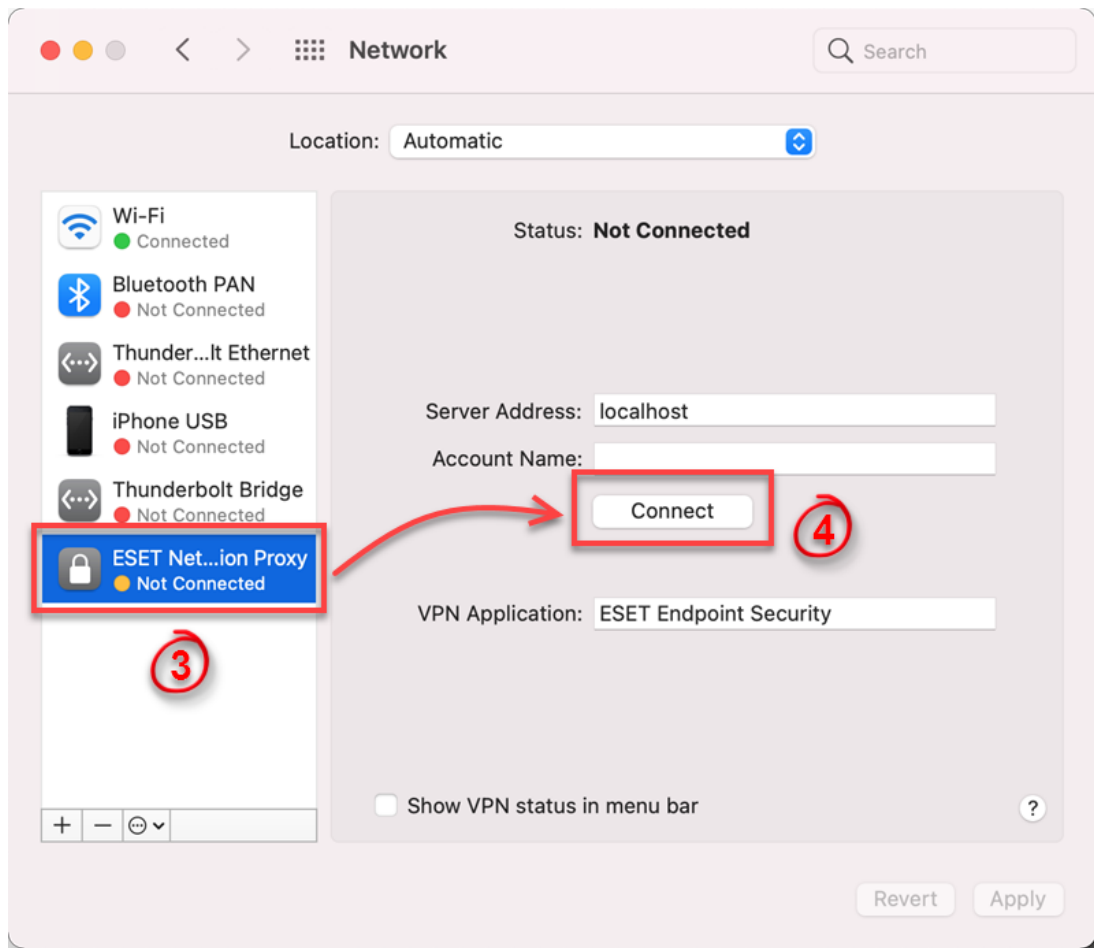 Network
Search
Location: Automatic
Wi-Fi
Connected
Bluetooth PAN
Not Connected
Thunder...lt Ethernet
Not Connected
iPhone USB
Not Connected
Thunderbolt Bridge
Not Connected
ESET Net...ion Proxy
Not Connected
3
Status: Not Connected
Server Address: localhost
Account Name:
Connect
4
VPN Application: ESET Endpoint Security
Show VPN status in menu bar
?
Revert
Apply